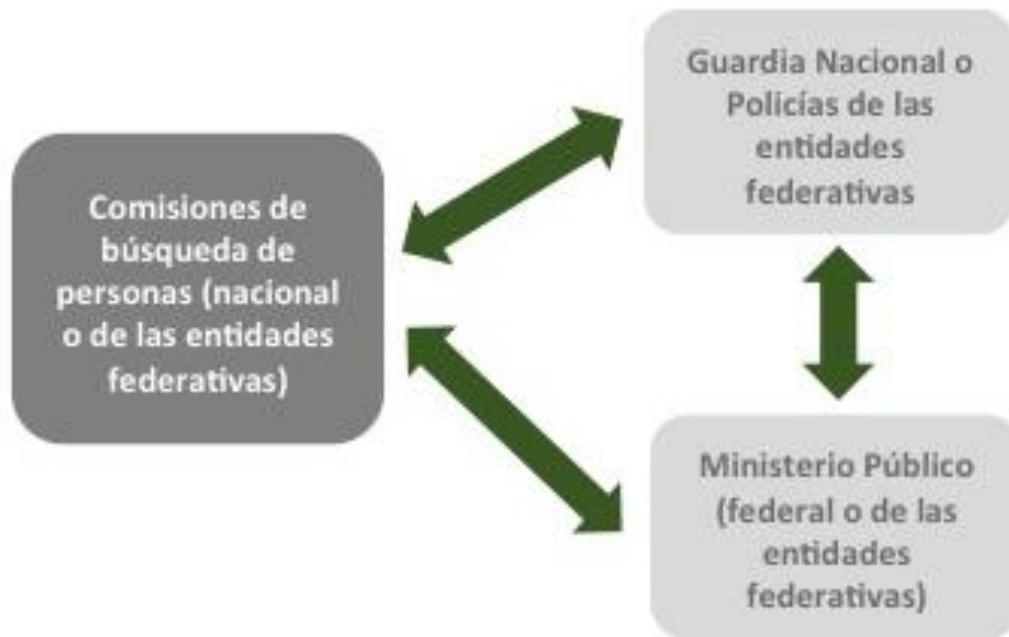 Guardia Nacional o
Policías de las
entidades
federativas
Comisiones de
búsqueda de
personas (nacional
o de las entidades
federativas)
Ministerio Público
(federal o de las
entidades
federativas)